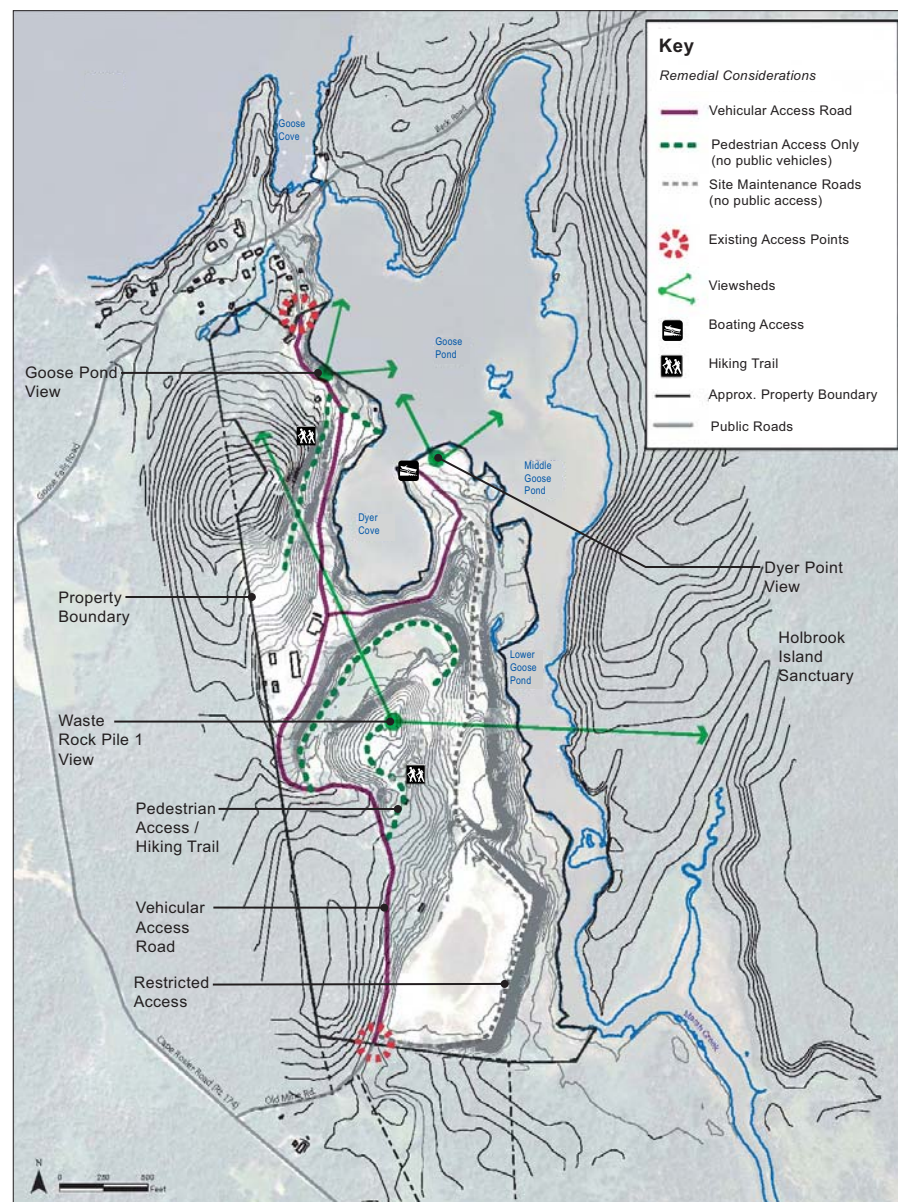 Key
Remedial Considerations
Vehicular Access Road
Pedestrian Access Only
(no public vehicles)
Site Maintenance Roads
(no public access)
Existing Access Points
Viewsheds
Boating Access
Hiking Trail
Approx. Property Boundary
Public Roads
Goose
Cove
Back Road
Goose
Pond
Goose Pond
View
Goose Falls Road
Middle
Goose
Pond
Dyer
Cove
Dyer Point
View
Property
Boundary
Holbrook
Island
Sanctuary
Lower
Goose
Pond
Waste
Rock Pile 1
View
Pedestrian
Access /
Hiking Trail
Vehicular
Access
Road
Restricted
Access
Marsh Creek
Cape Rosier Road (Rt. 174)
Old Mine Rd.
N
0 250 500
Feet